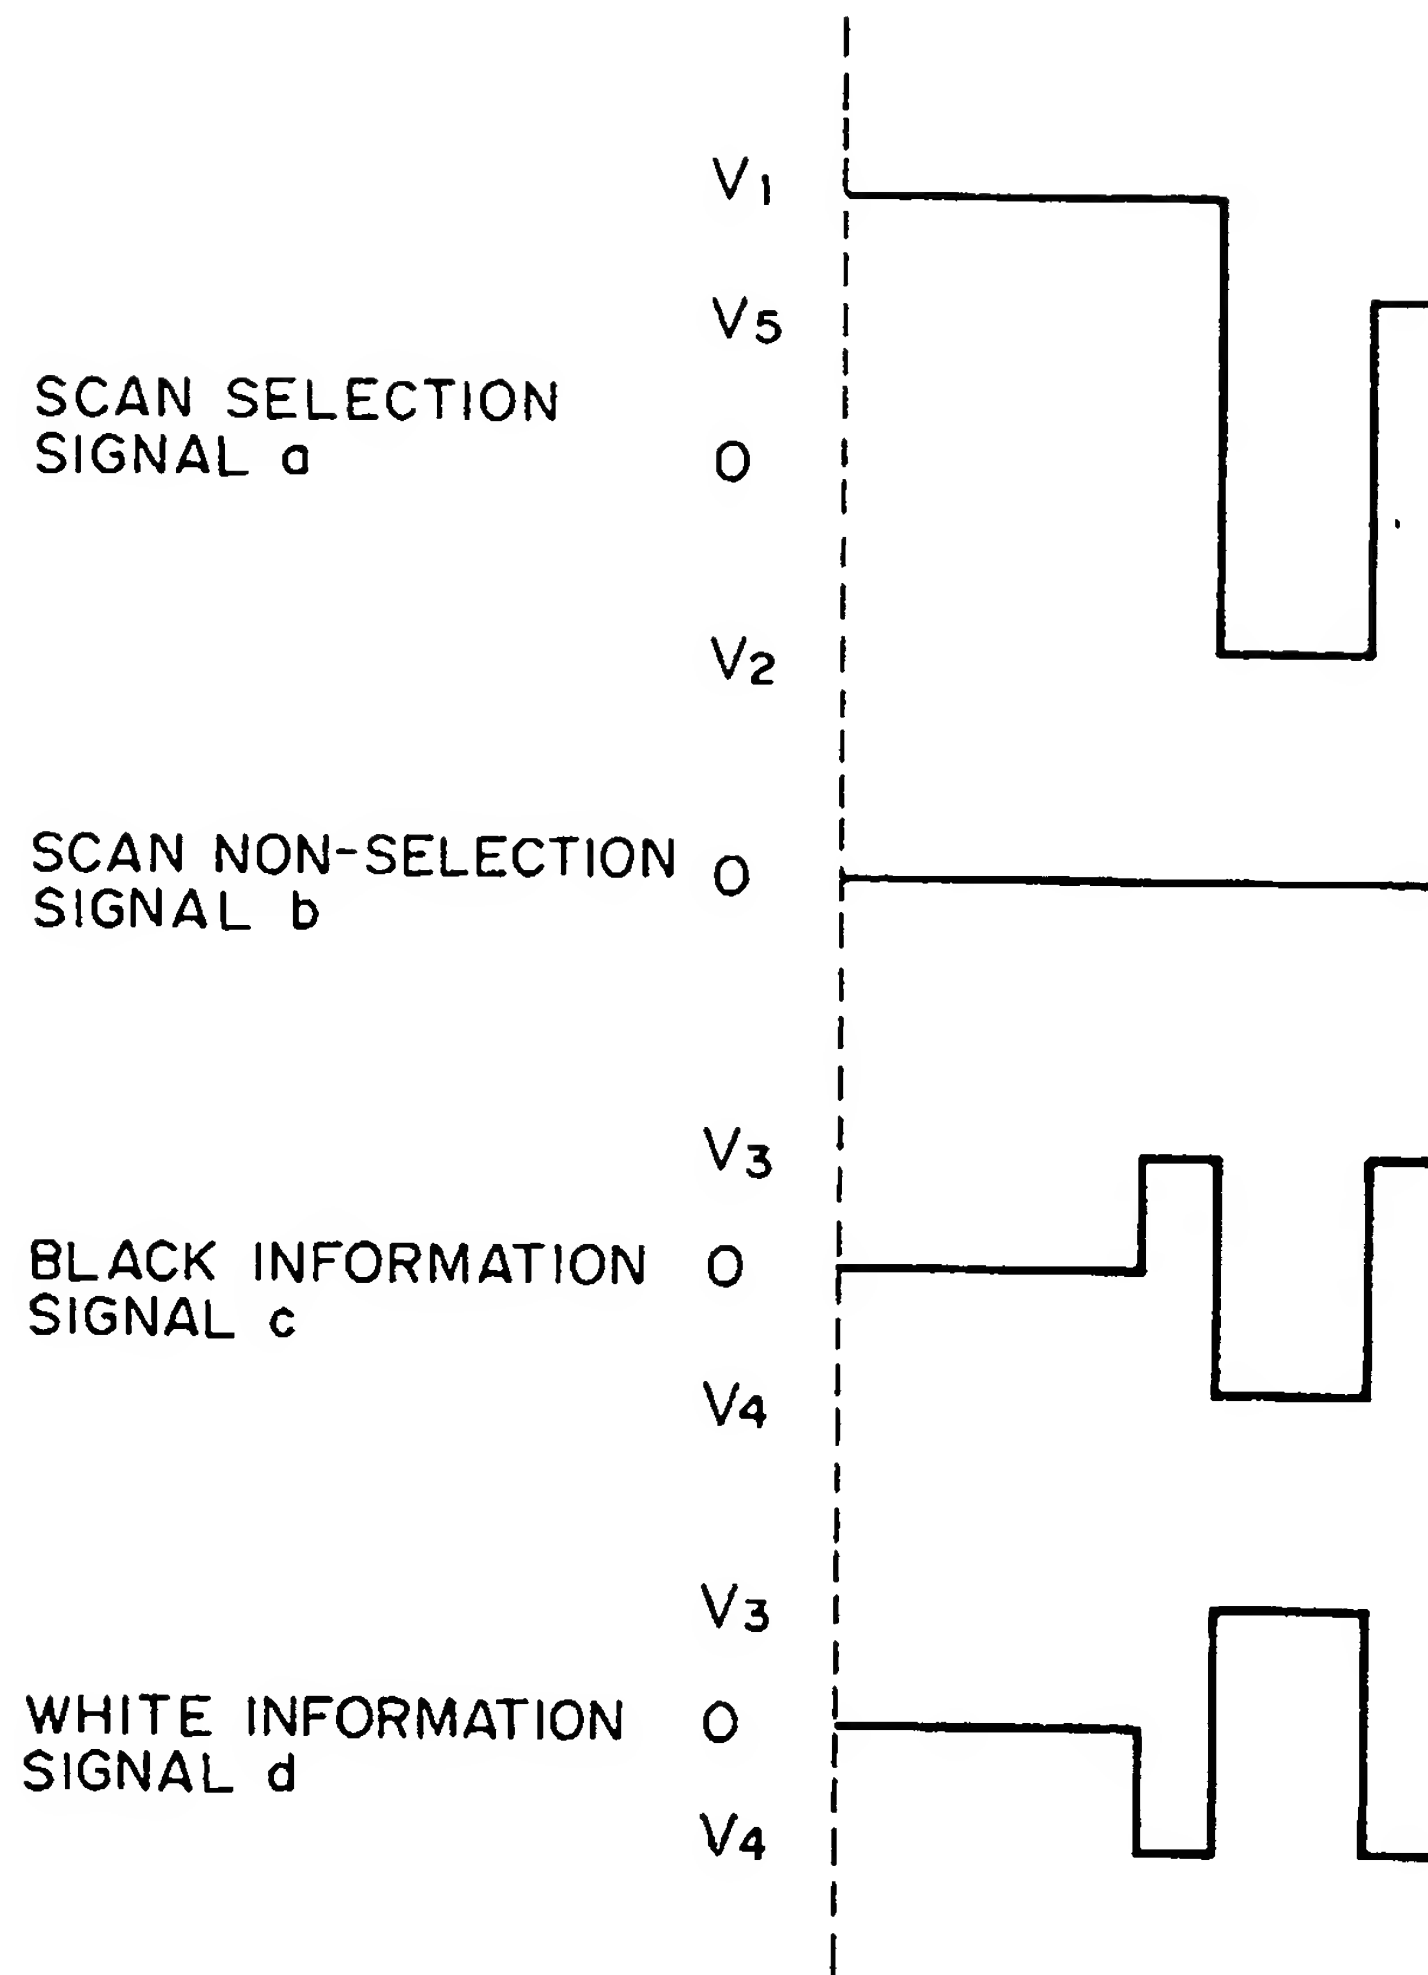 V1
V5
SCAN SELECTION
SIGNAL a
0
V2
SCAN NON-SELECTION
SIGNAL b
0
V3
BLACK INFORMATION
SIGNAL c
0
V4
V3
WHITE INFORMATION
SIGNAL d
0
V4